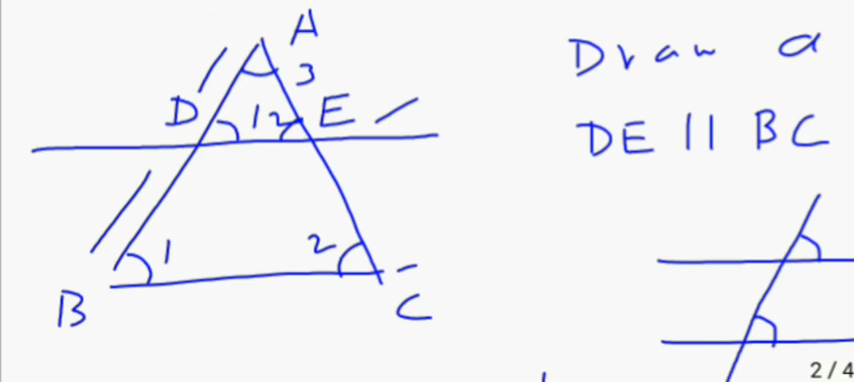 A
3
D 1 2 E
1 2
B C
Draw a
DE || BC
2/4